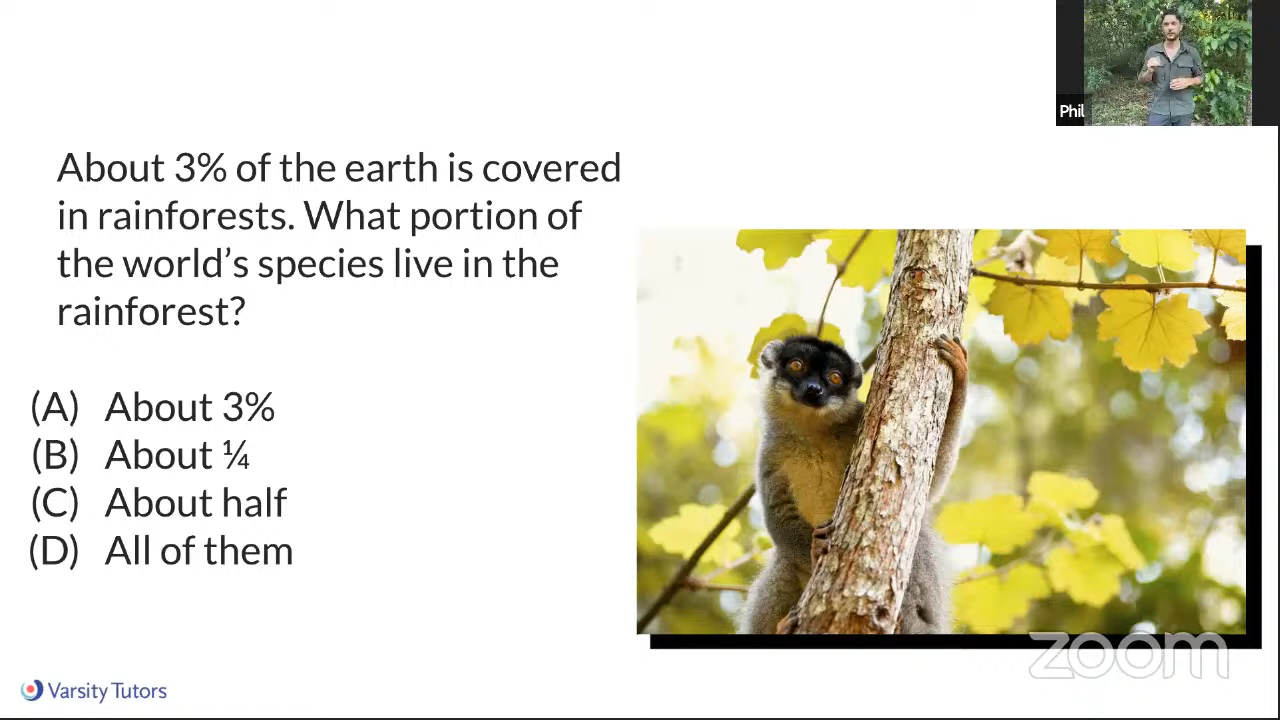 Phil
About 3% of the earth is covered
in rainforests. What portion of
the world's species live in the
rainforest?
(A) About 3%
(B) About ¼
(C) About half
(D) All of them
zoom
Varsity Tutors